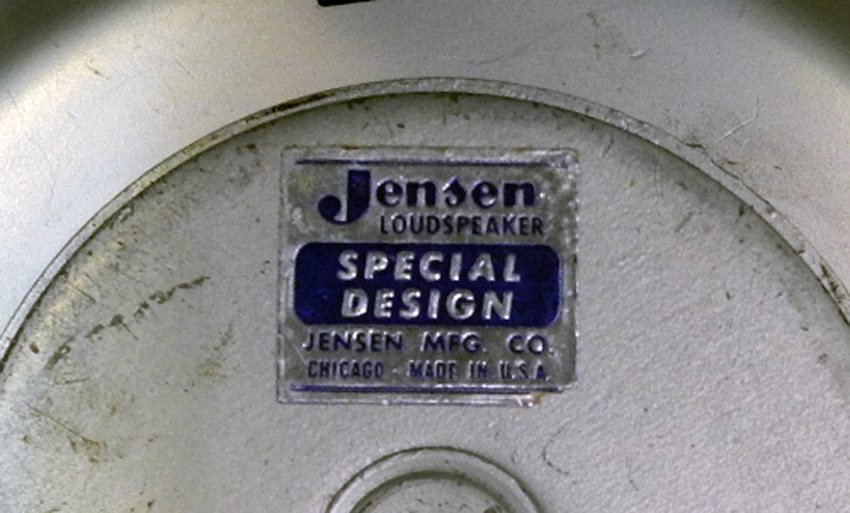 Jensen
LOUDSPEAKER
SPECIAL
DESIGN
JENSEN MFG. CO.
CHICAGO - MADE IN U.S.A.